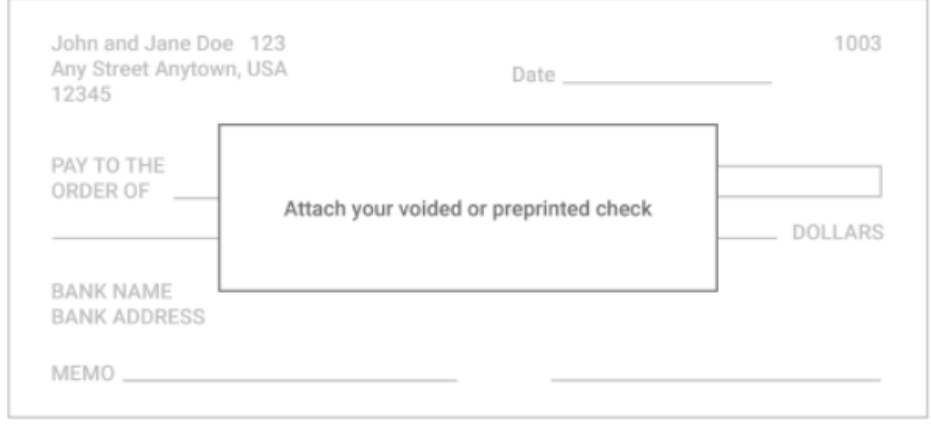 John and Jane Doe 123
1003
Any Street Anytown, USA
Date
12345
PAY TO THE
ORDER OF
Attach your voided or preprinted check
DOLLARS
BANK NAME
BANK ADDRESS
MEMO